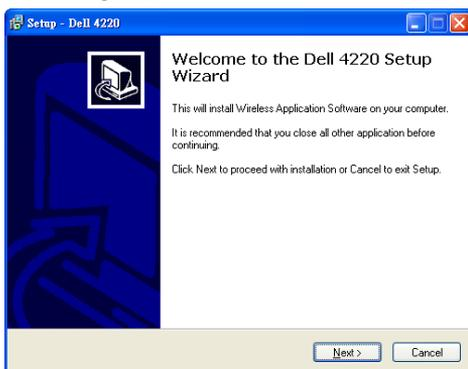 Setup - Dell 4220
Welcome to the Dell 4220 Setup
Wizard
This will install Wireless Application Software on your computer.
It is recommended that you close all other application before
continuing.
Click Next to proceed with installation or Cancel to exit Setup.
Next >
Cancel